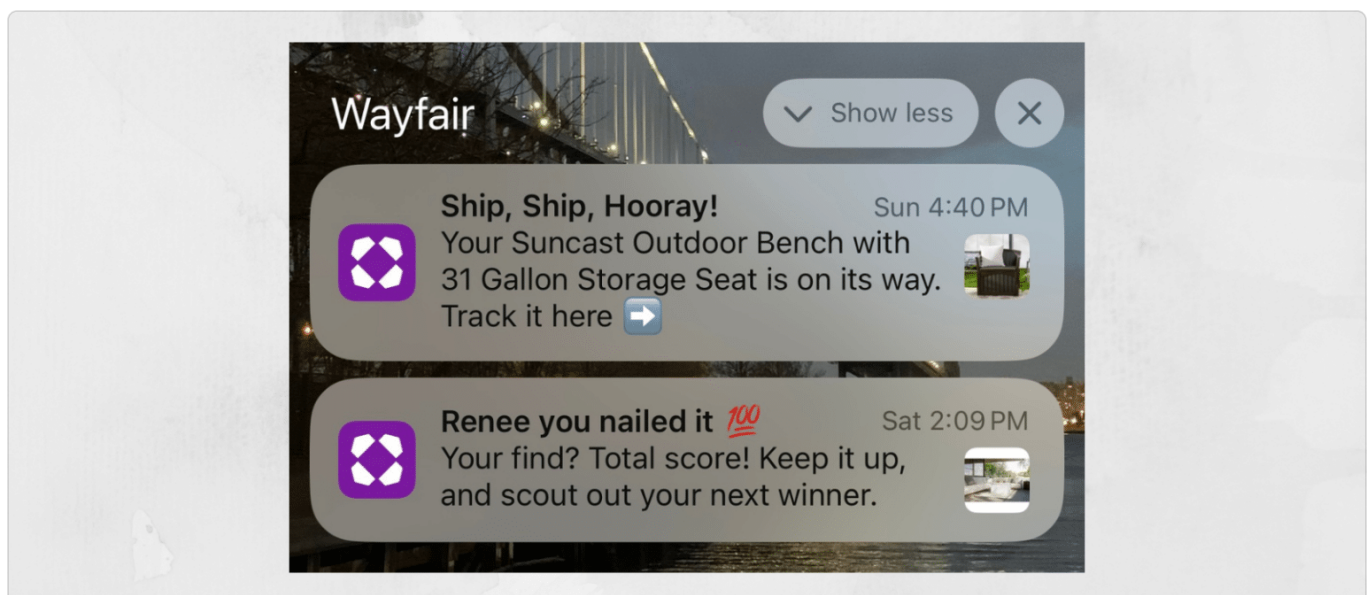 Wayfair
Show less
Ship, Ship, Hooray!
Sun 4:40 PM
Your Suncast Outdoor Bench with
31 Gallon Storage Seat is on its way.
Track it here ➡️
Renee you nailed it 💯
Sat 2:09 PM
Your find? Total score! Keep it up,
and scout out your next winner.